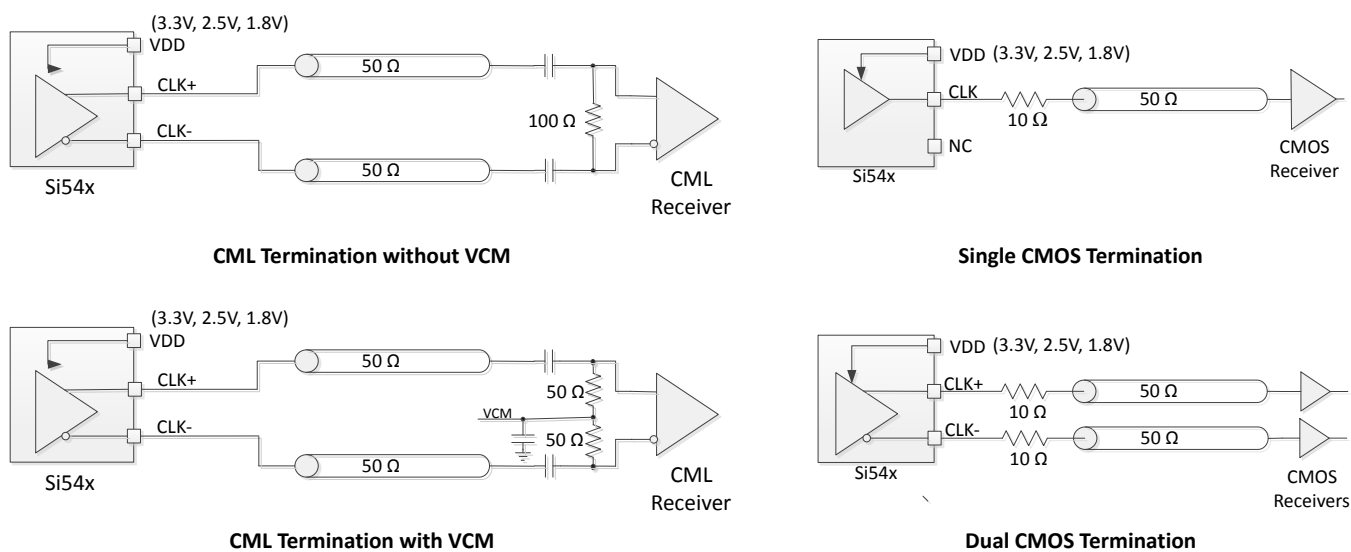 (3.3V, 2.5V, 1.8V)
VDD
CLK+
CLK-
50 Ω
50 Ω
100 Ω
Si54x
CML
Receiver
CML Termination without VCM
VDD (3.3V, 2.5V, 1.8V)
CLK
10 Ω
50 Ω
NC
Si54x
CMOS
Receiver
Single CMOS Termination
(3.3V, 2.5V, 1.8V)
VDD
CLK+
CLK-
50 Ω
50 Ω
VCM
50 Ω
50 Ω
Si54x
CML
Receiver
CML Termination with VCM
VDD (3.3V, 2.5V, 1.8V)
CLK+
10 Ω
50 Ω
CLK-
10 Ω
50 Ω
Si54x
CMOS
Receivers
Dual CMOS Termination